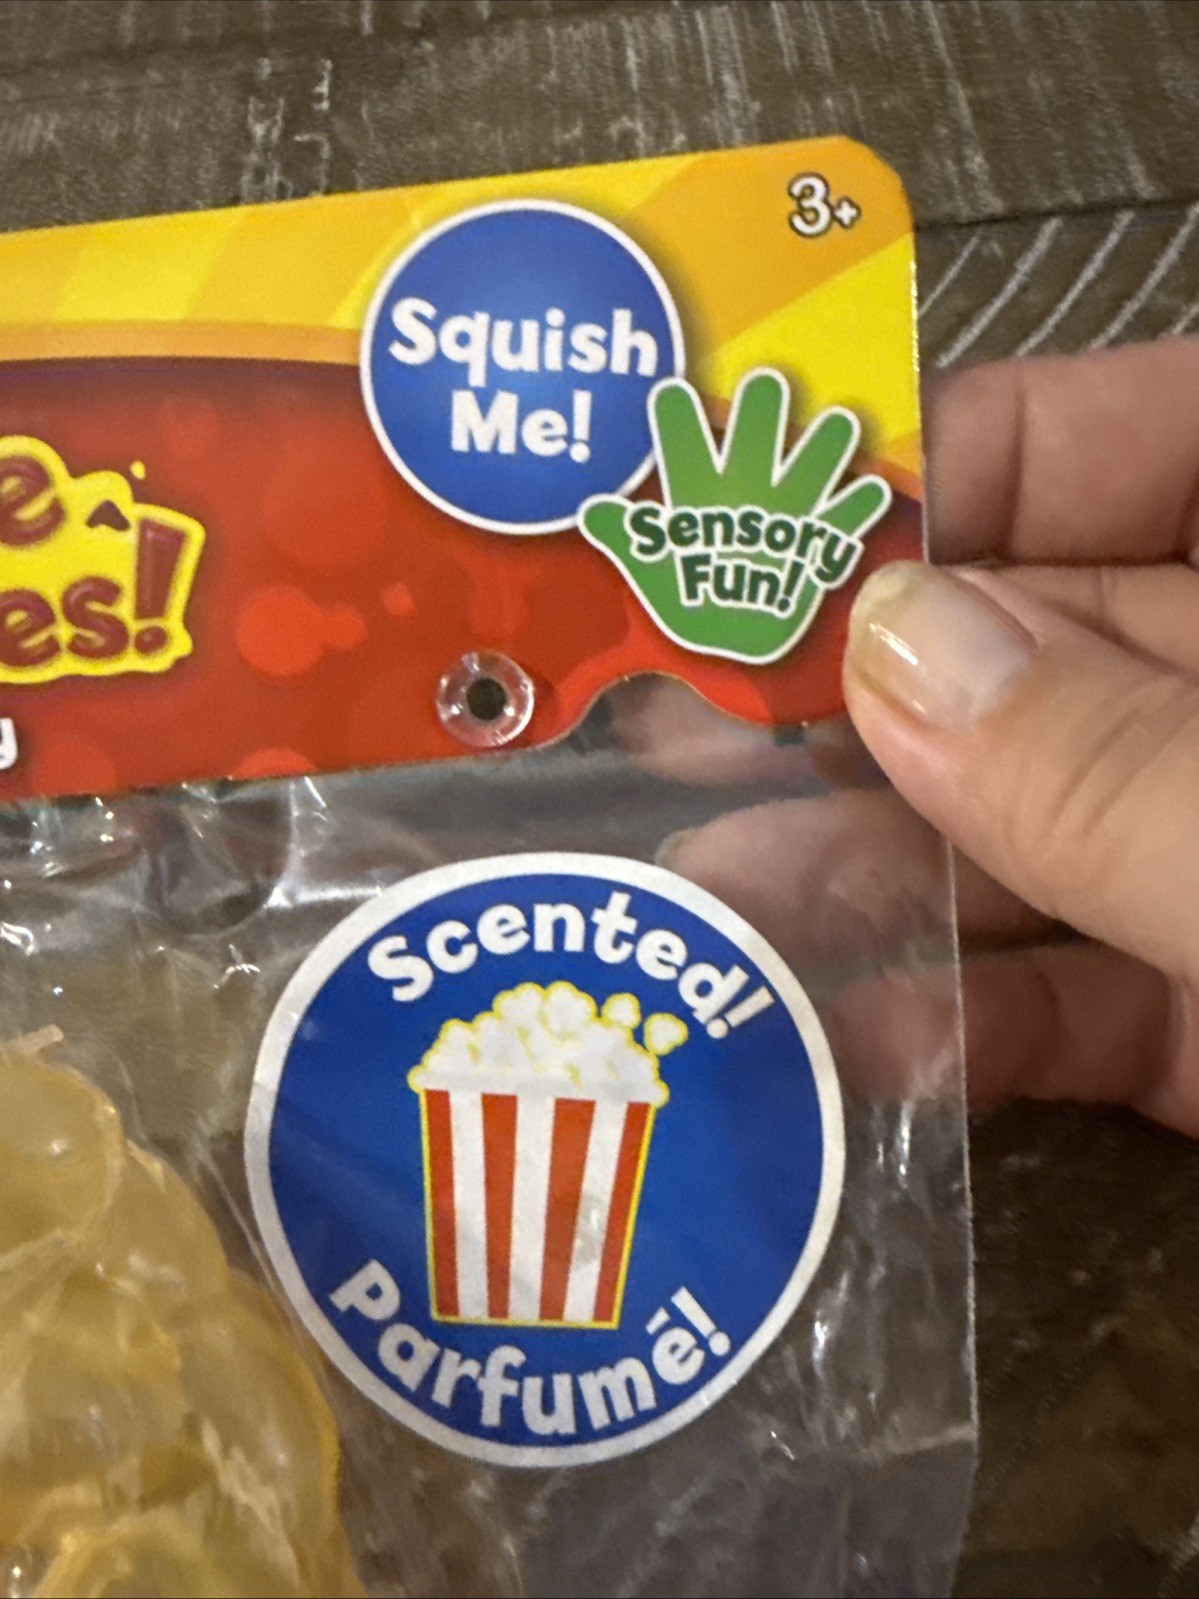 3+
Squish
Me!
Sensory
Fun!
Scented!
Parfumé!